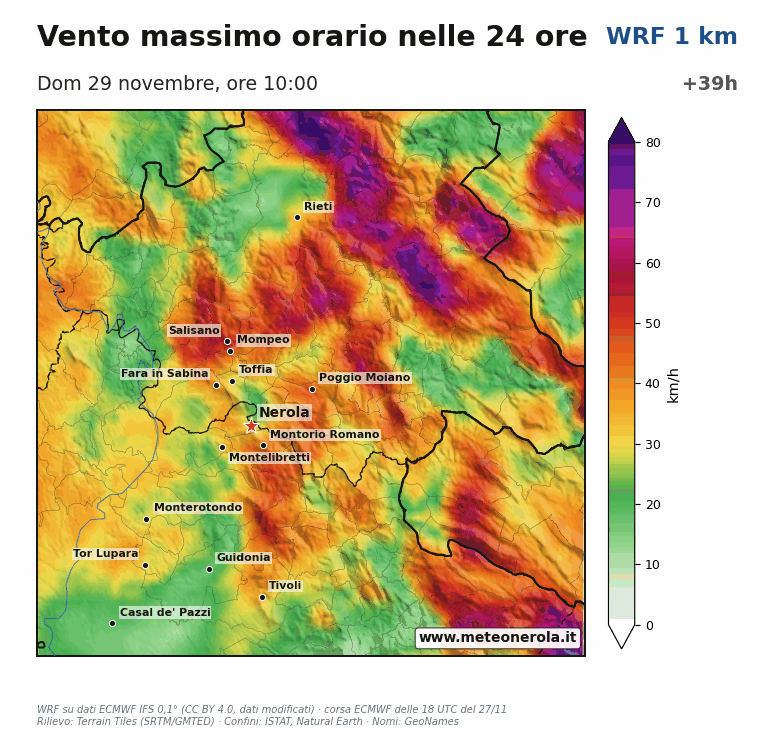 Vento massimo orario nelle 24 ore WRF 1 km
Dom 29 novembre, ore 10:00 +39h
80
70
60
50
40
30
20
10
0
km/h
Rieti
Salisano
Mompeo
Toffia
Fara in Sabina
Poggio Moiano
Nerola
Montorio Romano
Montelibretti
Monterotondo
Tor Lupara
Guidonia
Tivoli
Casal de' Pazzi
www.meteonerola.it
WRF su dati ECMWF IFS 0,1° (CC BY 4.0, dati modificati) · corsa ECMWF delle 18 UTC del 27/11
Rilievo: Terrain Tiles (SRTM/GMTED) · Confini: ISTAT, Natural Earth · Nomi: GeoNames